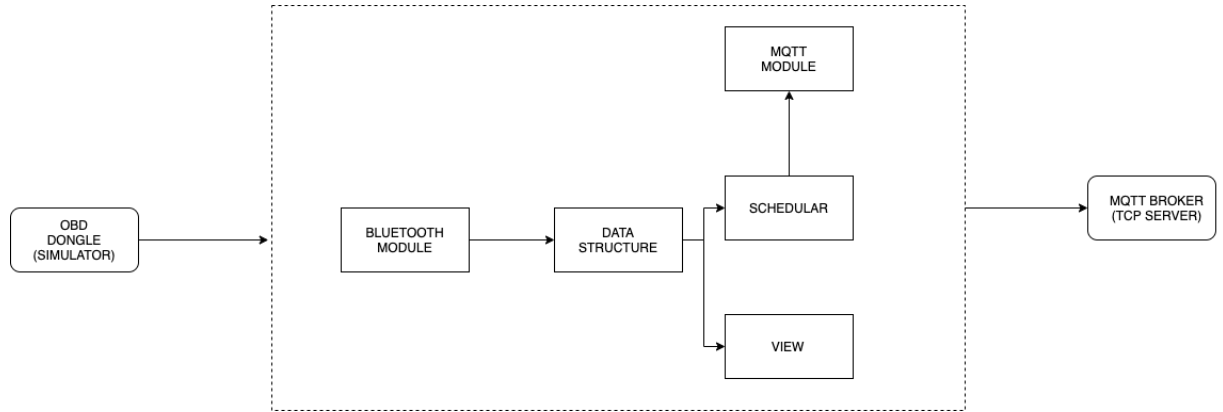 MQTT
MODULE
OBD
DONGLE
(SIMULATOR)
BLUETOOTH
MODULE
DATA
STRUCTURE
SCHEDULAR
VIEW
MQTT BROKER
(TCP SERVER)